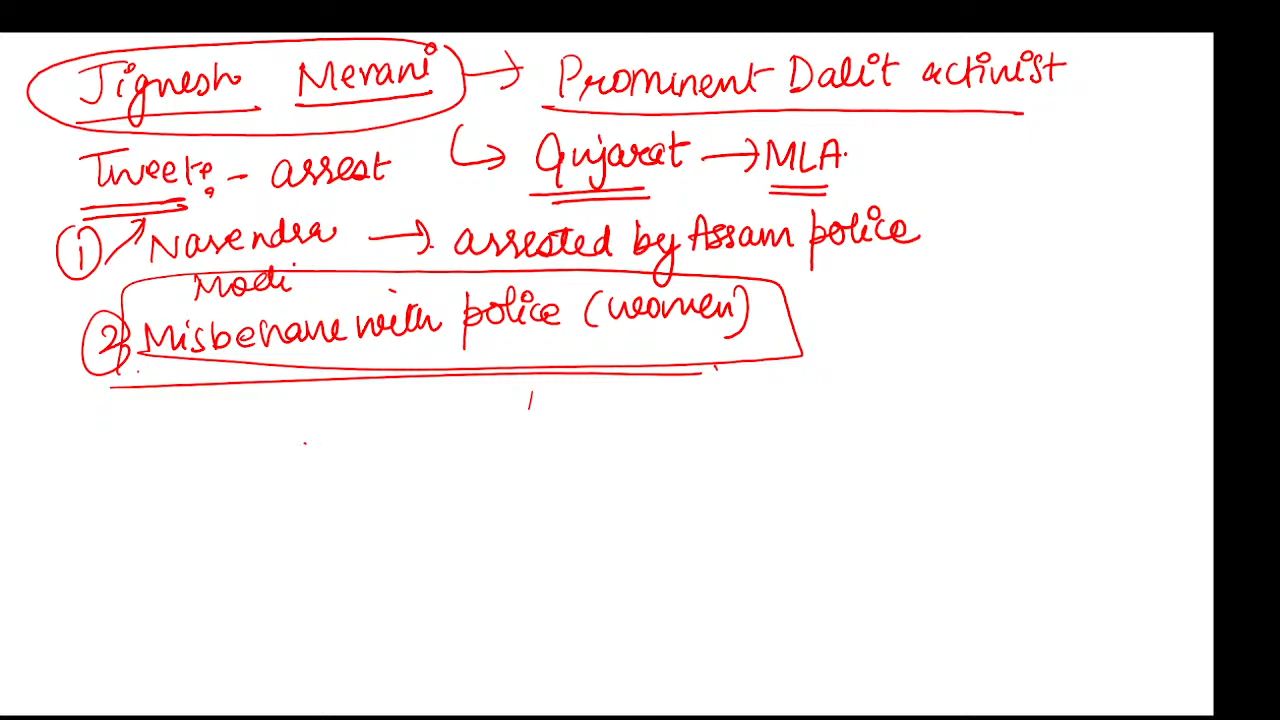 Jignesh Mevani → Prominent Dalit activist
Tweet? - arrest → Gujarat → MLA
① Narendra Modi → arrested by Assam police
② Misbehave with police (women)